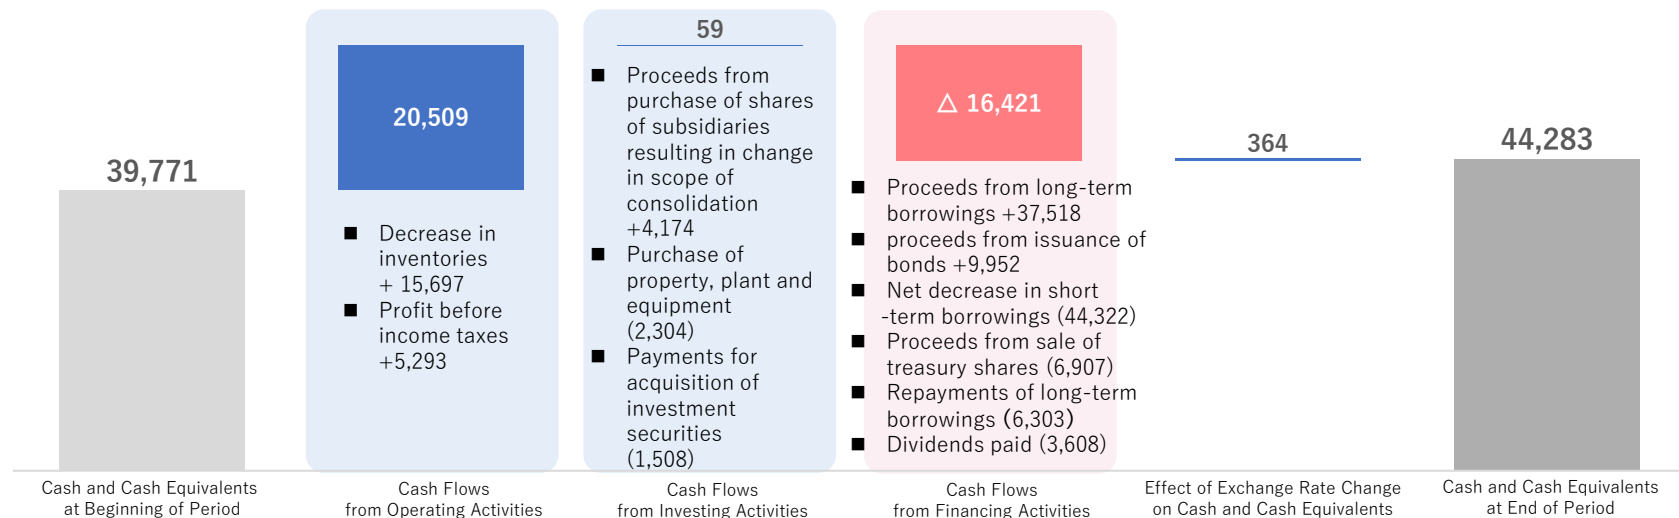 39,771
Cash and Cash Equivalents
at Beginning of Period
20,509
■ Decrease in
inventories
+ 15,697
■ Profit before
income taxes
+5,293
Cash Flows
from Operating Activities
59
■ Proceeds from
purchase of shares
of subsidiaries
resulting in change
in scope of
consolidation
+4,174
■ Purchase of
property, plant and
equipment
(2,304)
■ Payments for
acquisition of
investment
securities
(1,508)
Cash Flows
from Investing Activities
△ 16,421
■ Proceeds from long-term
borrowings +37,518
■ proceeds from issuance of
bonds +9,952
■ Net decrease in short
-term borrowings (44,322)
■ Proceeds from sale of
treasury shares (6,907)
■ Repayments of long-term
borrowings (6,303)
■ Dividends paid (3,608)
Cash Flows
from Financing Activities
364
Effect of Exchange Rate Change
on Cash and Cash Equivalents
44,283
Cash and Cash Equivalents
at End of Period